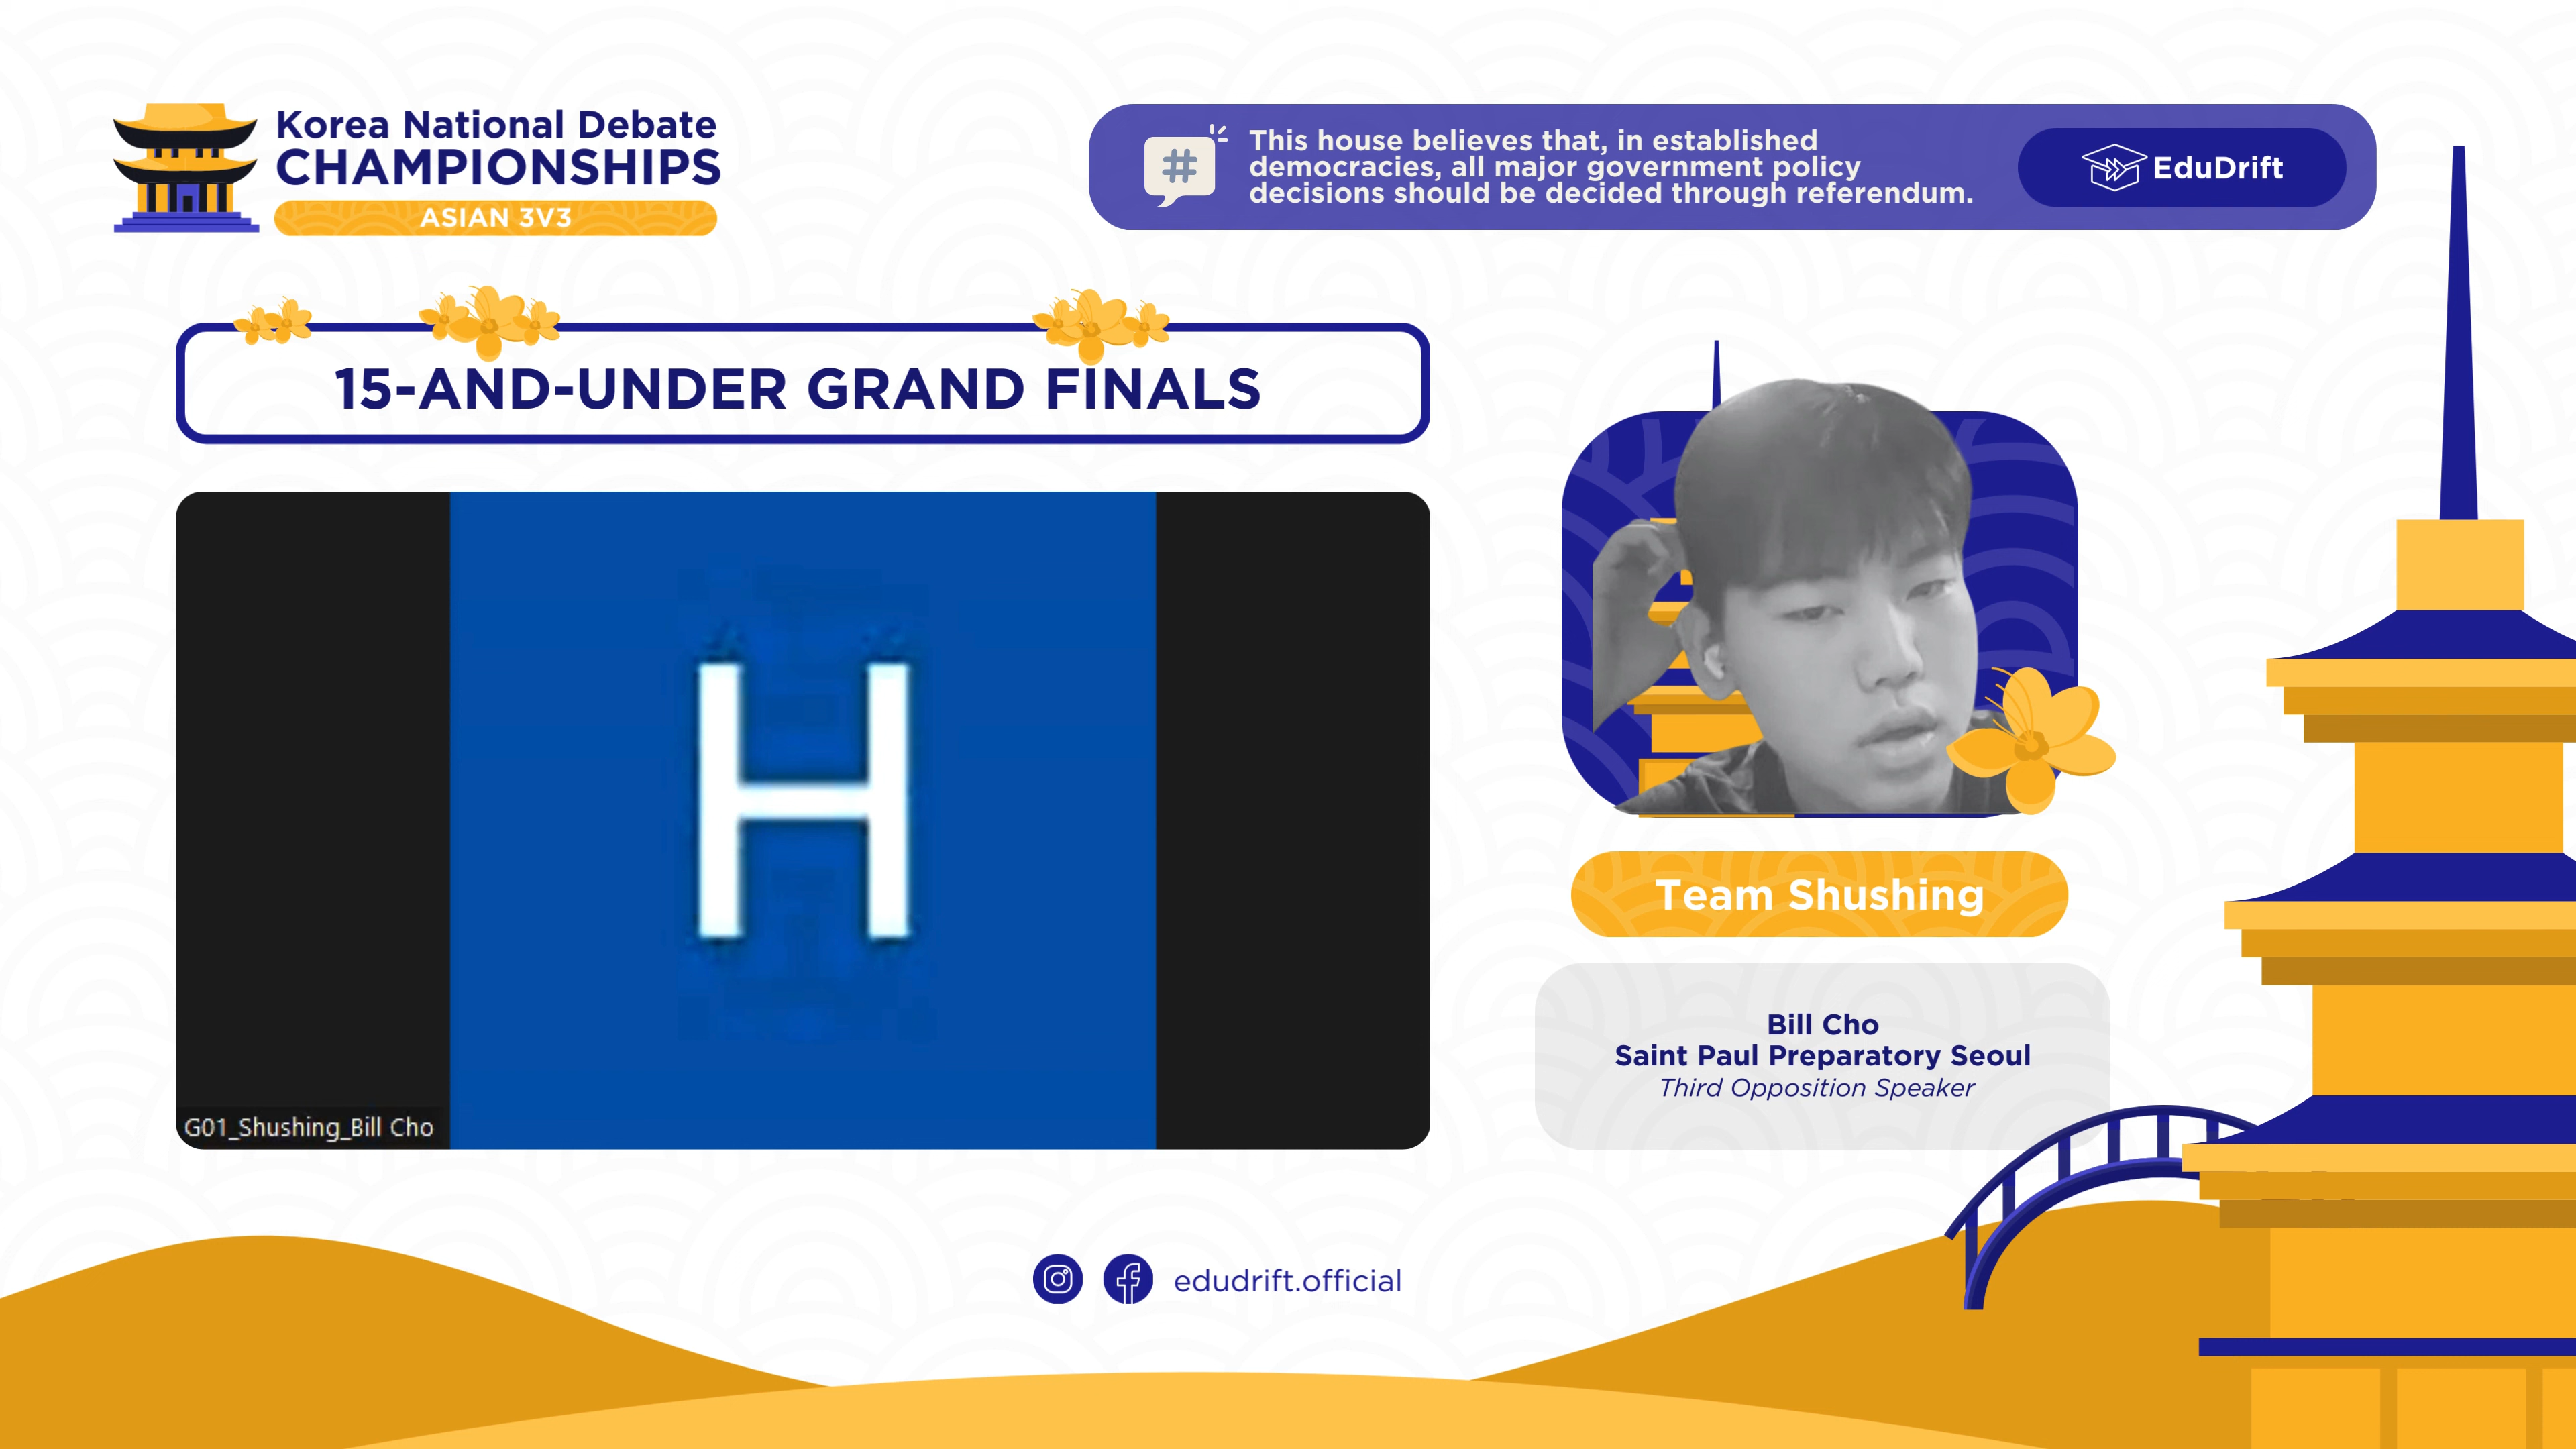 Korea National Debate
CHAMPIONSHIPS
ASIAN 3V3
#
This house believes that, in established
democracies, all major government policy
decisions should be decided through referendum.
EduDrift
15-AND-UNDER GRAND FINALS
H
G01_Shushing_Bill Cho
Team Shushing
Bill Cho
Saint Paul Preparatory Seoul
Third Opposition Speaker
edudrift.official